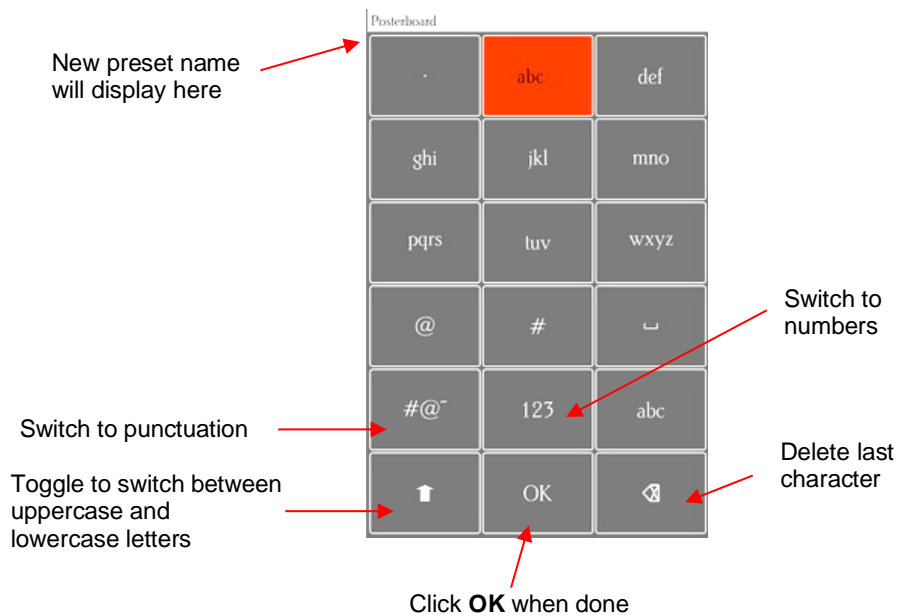 Posterboard
New preset name
will display here
· abc def
ghi jkl mno
pqrs tuv wxyz
@ # ⌴
Switch to
numbers
#@~ 123 abc
Switch to punctuation
Delete last
character
Toggle to switch between
uppercase and
lowercase letters
OK
Click OK when done